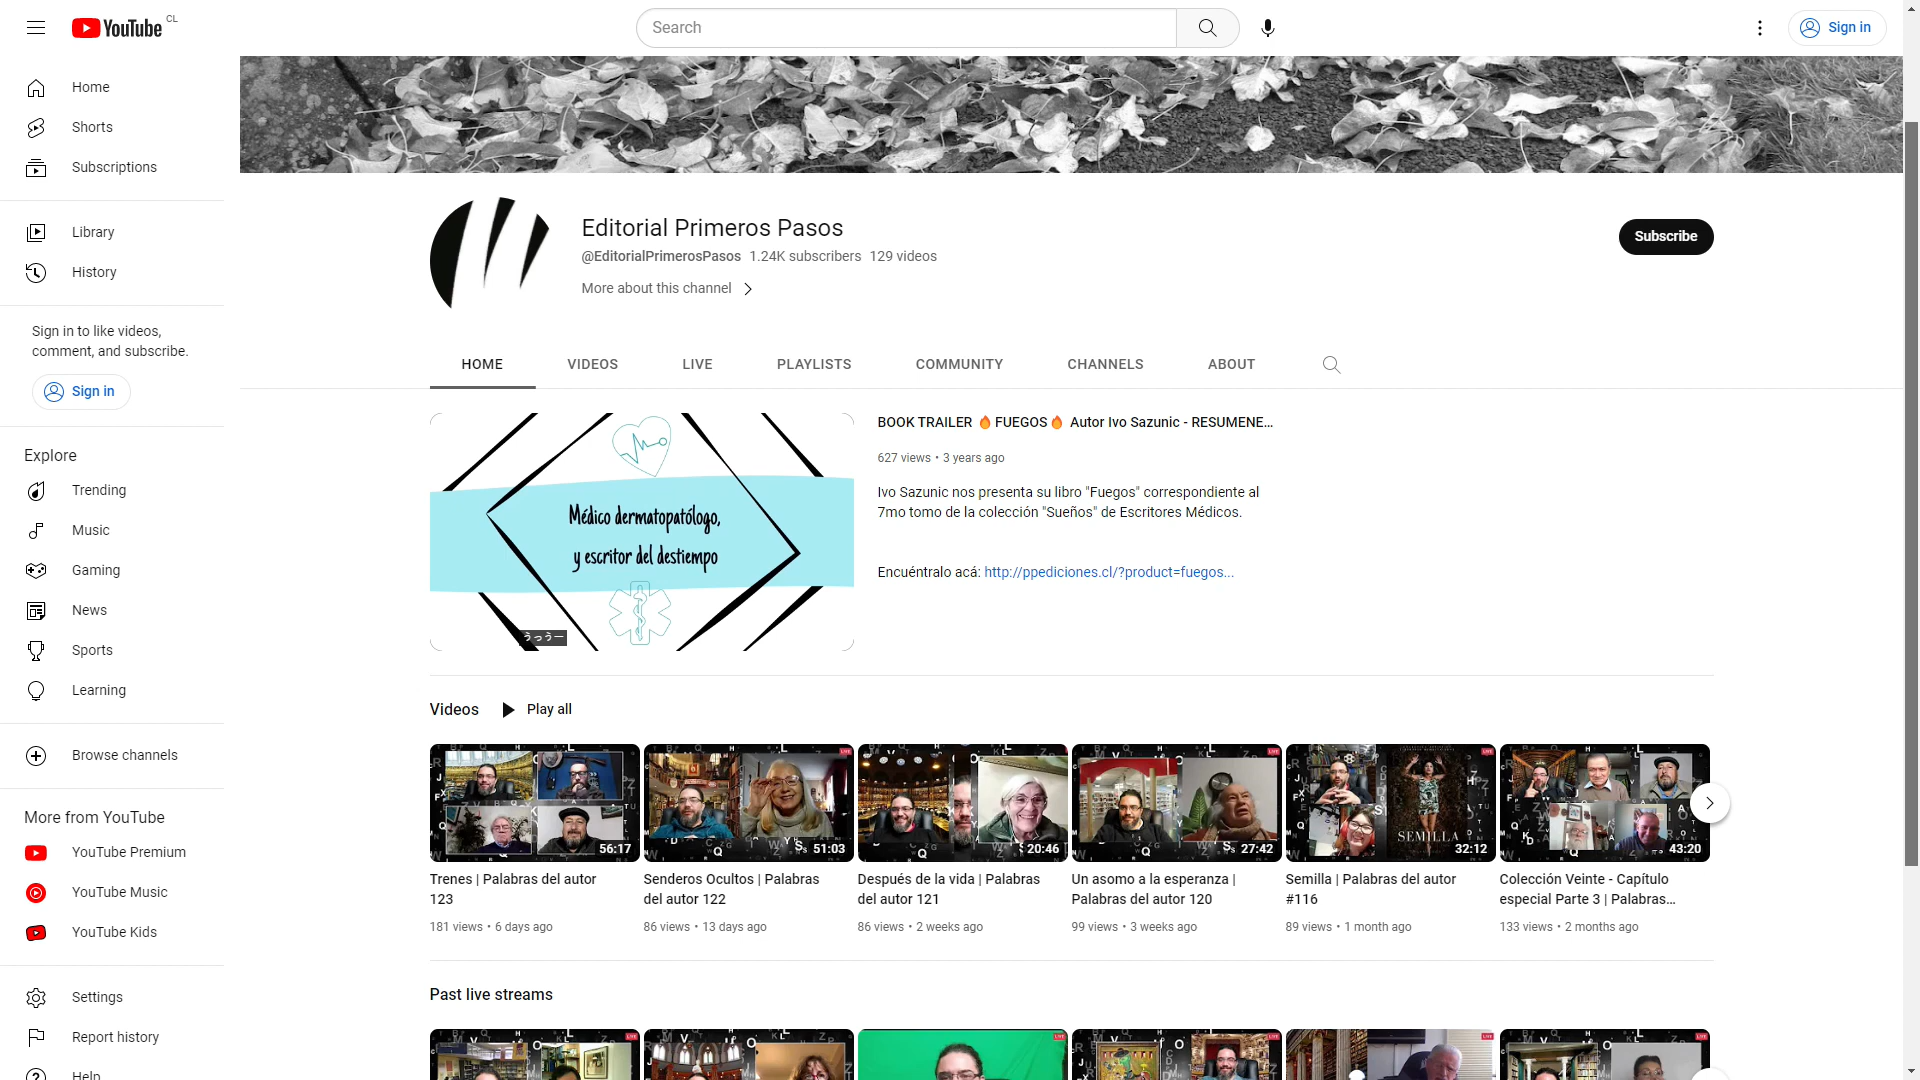 YouTube CL
Search
Sign in
Home
Shorts
Subscriptions
Library
History
Sign in to like videos,
comment, and subscribe.
Sign in
Explore
Trending
Music
Gaming
News
Sports
Learning
Browse channels
More from YouTube
YouTube Premium
YouTube Music
YouTube Kids
Settings
Report history
Help
Editorial Primeros Pasos
@EditorialPrimerosPasos 1.24K subscribers 129 videos
More about this channel
Subscribe
HOME VIDEOS LIVE PLAYLISTS COMMUNITY CHANNELS ABOUT
Médico dermatopatólogo,
y escritor del destiempo
うっうー
BOOK TRAILER 🔥FUEGOS🔥 Autor Ivo Sazunic - RESUMENE...
627 views • 3 years ago
Ivo Sazunic nos presenta su libro "Fuegos" correspondiente al
7mo tomo de la colección "Sueños" de Escritores Médicos.
Encuéntralo acá: http://ppediciones.cl/?product=fuegos...
Videos Play all
56:17
Trenes | Palabras del autor
123
181 views • 6 days ago
51:03
Senderos Ocultos | Palabras
del autor 122
86 views • 13 days ago
20:46
Después de la vida | Palabras
del autor 121
86 views • 2 weeks ago
27:42
Un asomo a la esperanza |
Palabras del autor 120
99 views • 3 weeks ago
SEMILLA
32:12
Semilla | Palabras del autor
#116
89 views • 1 month ago
43:20
Colección Veinte - Capítulo
especial Parte 3 | Palabras...
133 views • 2 months ago
Past live streams